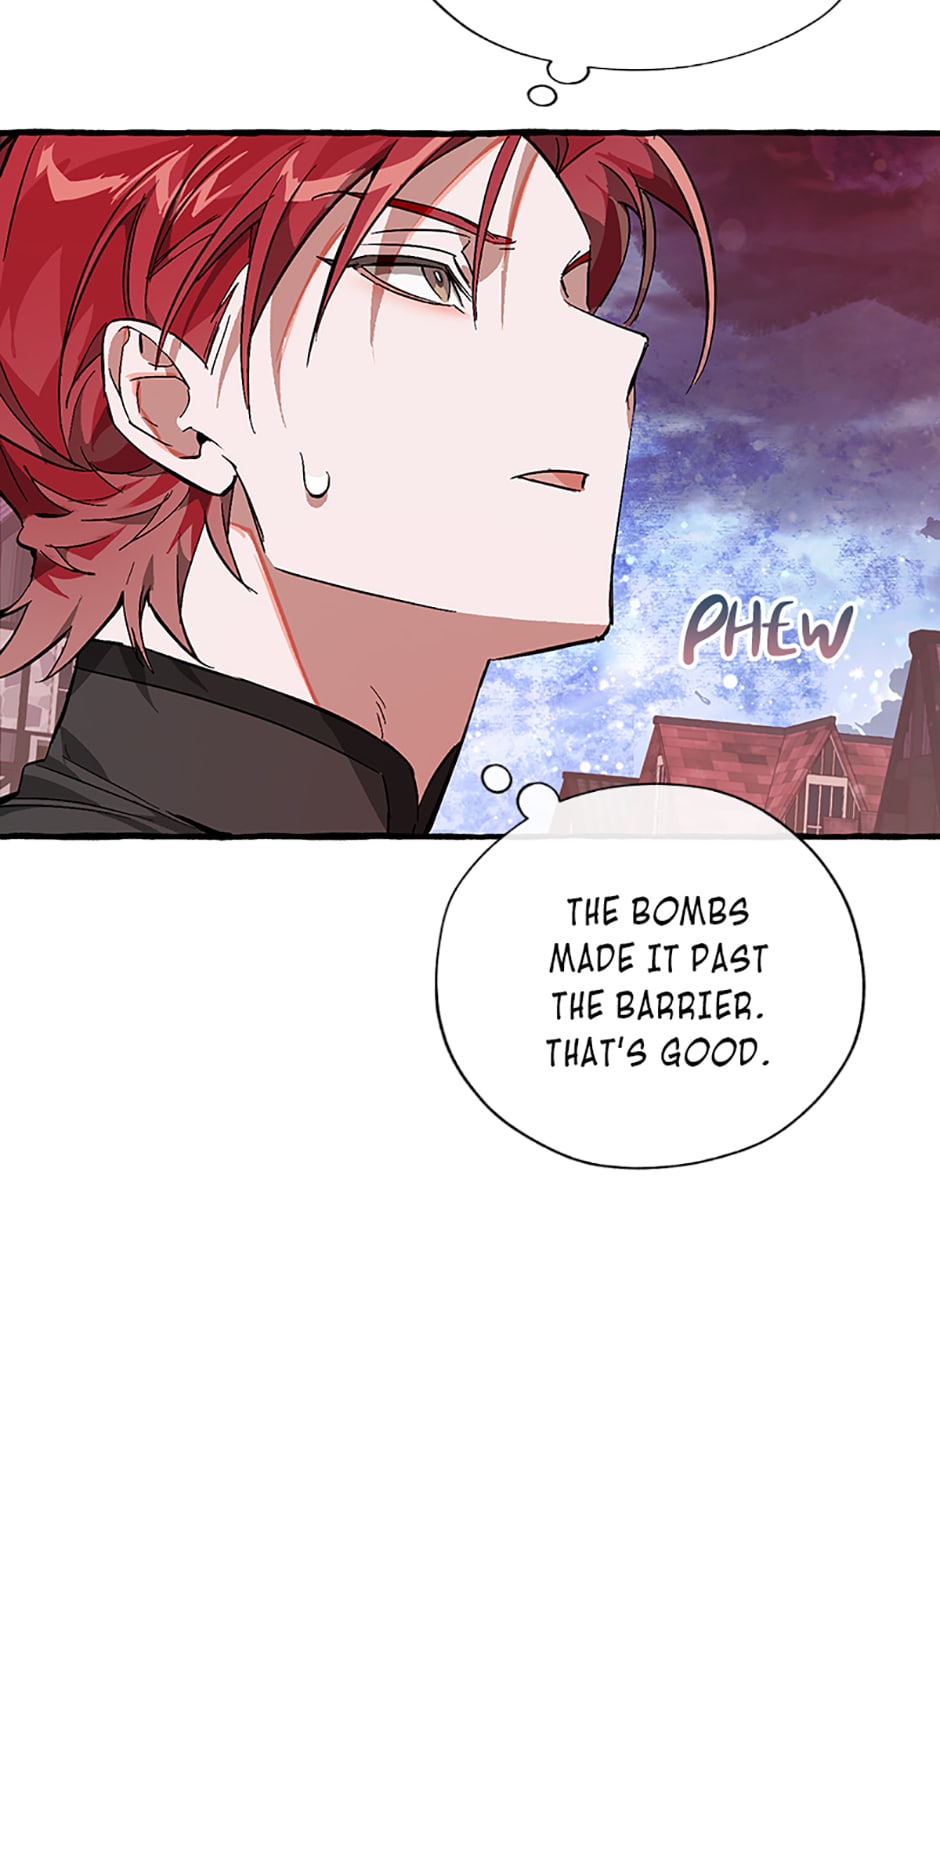 PHEW
THE BOMBS
MADE IT PAST
THE BARRIER.
THAT'S GOOD.